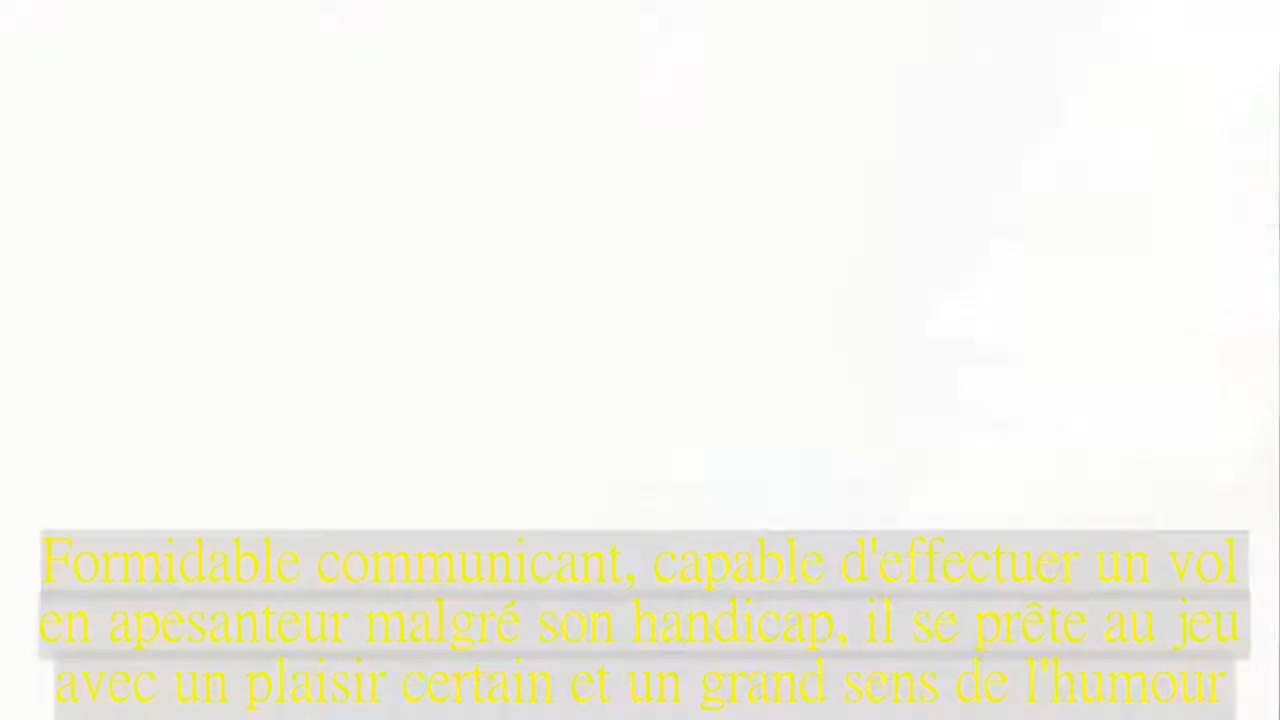 Formidable communicant, capable d'effectuer un vol
en apesanteur malgré son handicap, il se prête au jeu
avec un plaisir certain et un grand sens de l'humour